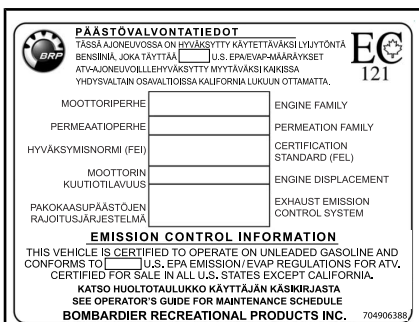 BRP
PÄÄSTÖVALVONTATIEDOT
TÄSSÄ AJONEUVOSSA ON HYVÄKSYTTY KÄYTETTÄVÄKSI LYIJYTÖNTÄ
BENSIINIÄ, JOKA TÄYTTÄÄ U.S. EPA/EVAP-MÄÄRÄYKSET
ATV-AJONEUVOILLLEHYVÄKSYTTY MYYTÄVÄKSI KAIKISSA
YHDYSVALTAIN OSAVALTIOISSA KALIFORNIA LUKUUN OTTAMATTA.
EC
121
MOOTTORIPERHE ENGINE FAMILY
PERMEAATIOPERHE PERMEATION FAMILY
HYVÄKSYMISNORMI (FEI) CERTIFICATION
STANDARD (FEL)
MOOTTORIN
KUUTIOTILAVUUS ENGINE DISPLACEMENT
PAKOKAASUPÄÄSTÖJEN EXHAUST EMISSION
RAJOITUSJÄRJESTELMÄ CONTROL SYSTEM
EMISSION CONTROL INFORMATION
THIS VEHICLE IS CERTIFIED TO OPERATE ON UNLEADED GASOLINE AND
CONFORMS TO U.S. EPA EMISSION/EVAP REGULATIONS FOR ATV.
CERTIFIED FOR SALE IN ALL U.S. STATES EXCEPT CALIFORNIA.
KATSO HUOLTOTAULUKKO KÄYTTÄJÄN KÄSIKIRJASTA
SEE OPERATOR'S GUIDE FOR MAINTENANCE SCHEDULE
BOMBARDIER RECREATIONAL PRODUCTS INC. 704906388